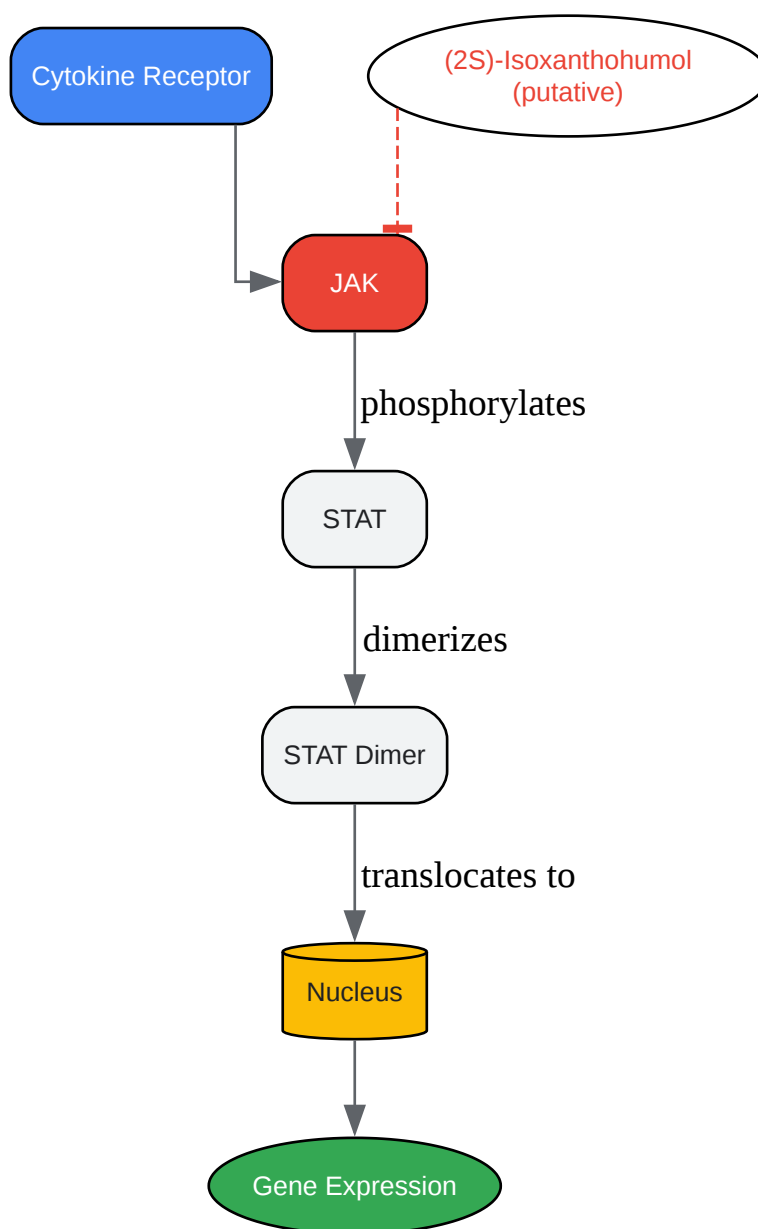 Cytokine Receptor
(2S)-Isoxanthohumol
(putative)
JAK
phosphorylates
STAT
dimerizes
STAT Dimer
translocates to
Nucleus
Gene Expression